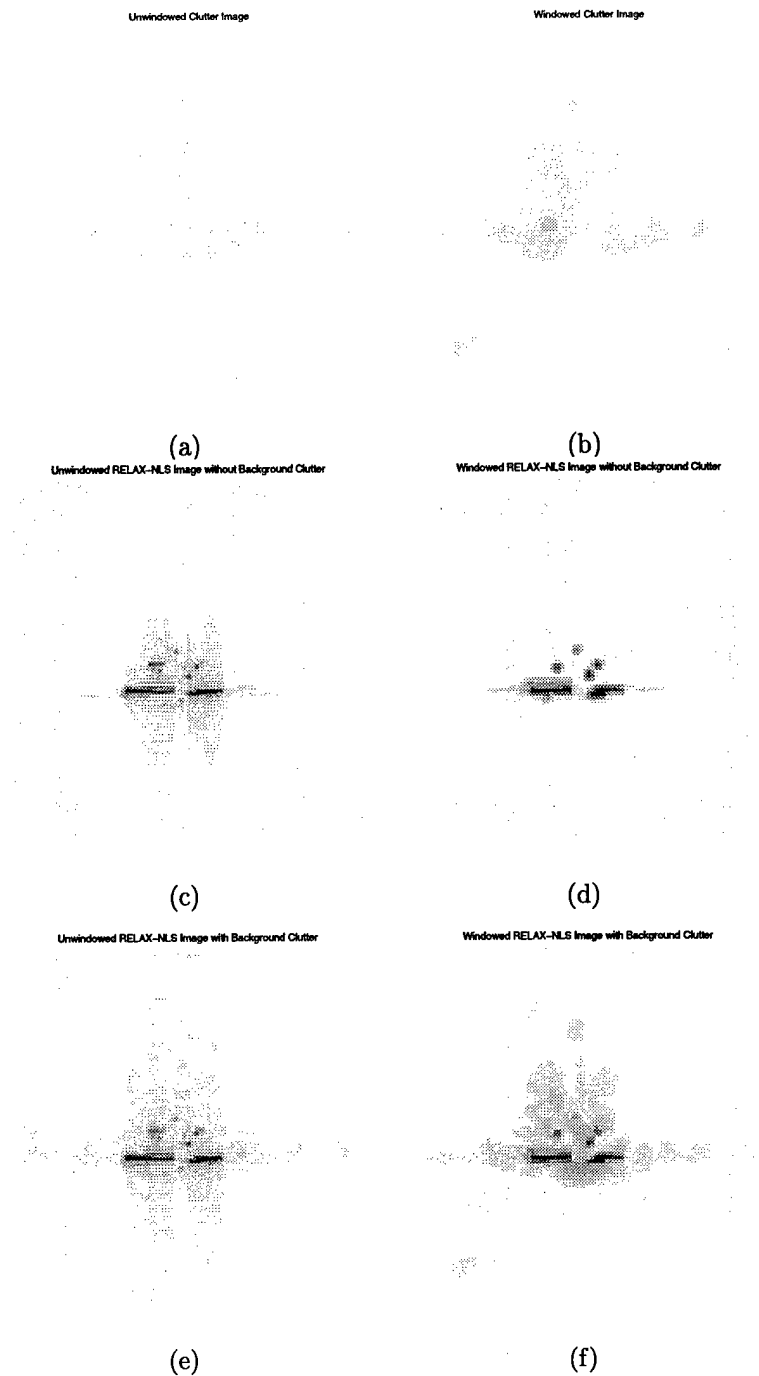 Unwindowed Clutter Image
Windowed Clutter Image
(a)
(b)
Unwindowed RELAX-NLS Image without Background Clutter
Windowed RELAX-NLS Image without Background Clutter
(c)
(d)
Unwindowed RELAX-NLS Image with Background Clutter
Windowed RELAX-NLS Image with Background Clutter
(e)
(f)